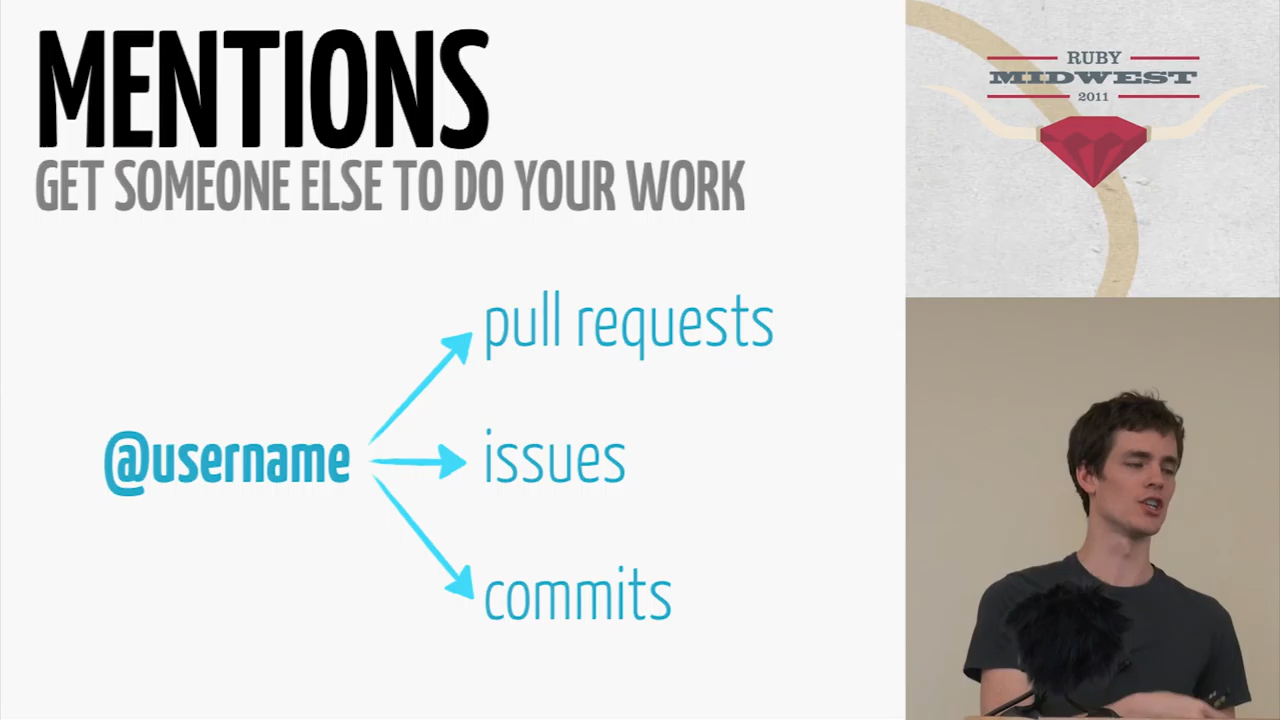 MENTIONS
GET SOMEONE ELSE TO DO YOUR WORK
@username
pull requests
issues
commits
RUBY
MIDWEST
2011